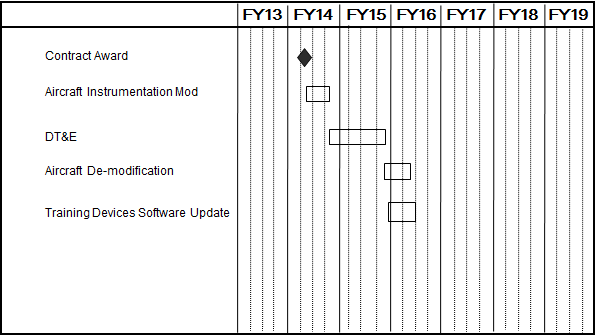 FY13 FY14 FY15 FY16 FY17 FY18 FY19
Contract Award
Aircraft Instrumentation Mod
DT&E
Aircraft De-modification
Training Devices Software Update